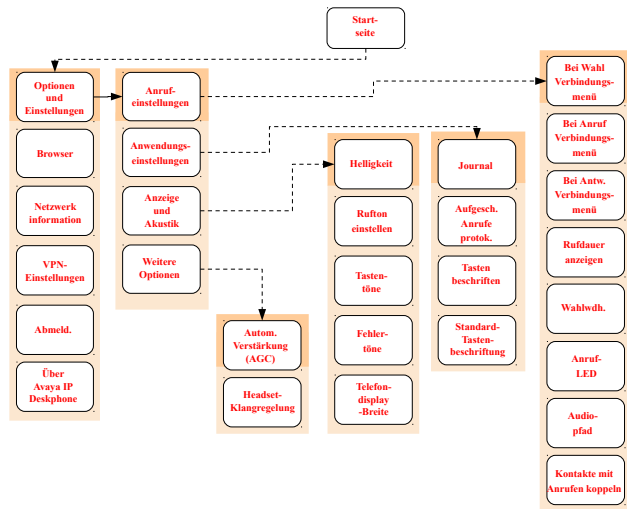 Start-
seite
Optionen
und
Einstellungen
Browser
Netzwerk
information
VPN-
Einstellungen
Abmeld.
Über
Avaya IP
Deskphone
Anruf-
einstellungen
Anwendungs-
einstellungen
Anzeige
und
Akustik
Weitere
Optionen
Autom.
Verstärkung
(AGC)
Headset-
Klangregelung
Helligkeit
Rufton
einstellen
Tasten-
töne
Fehler-
töne
Telefon-
display
-Breite
Journal
Aufgesch.
Anrufe
protok.
Tasten
beschriften
Standard-
Tasten-
beschriftung
Bei Wahl
Verbindungs-
menü
Bei Anruf
Verbindungs-
menü
Bei Antw.
Verbindungs-
menü
Rufdauer
anzeigen
Wahlwdh.
Anruf-
LED
Audio-
pfad
Kontakte mit
Anrufen koppeln